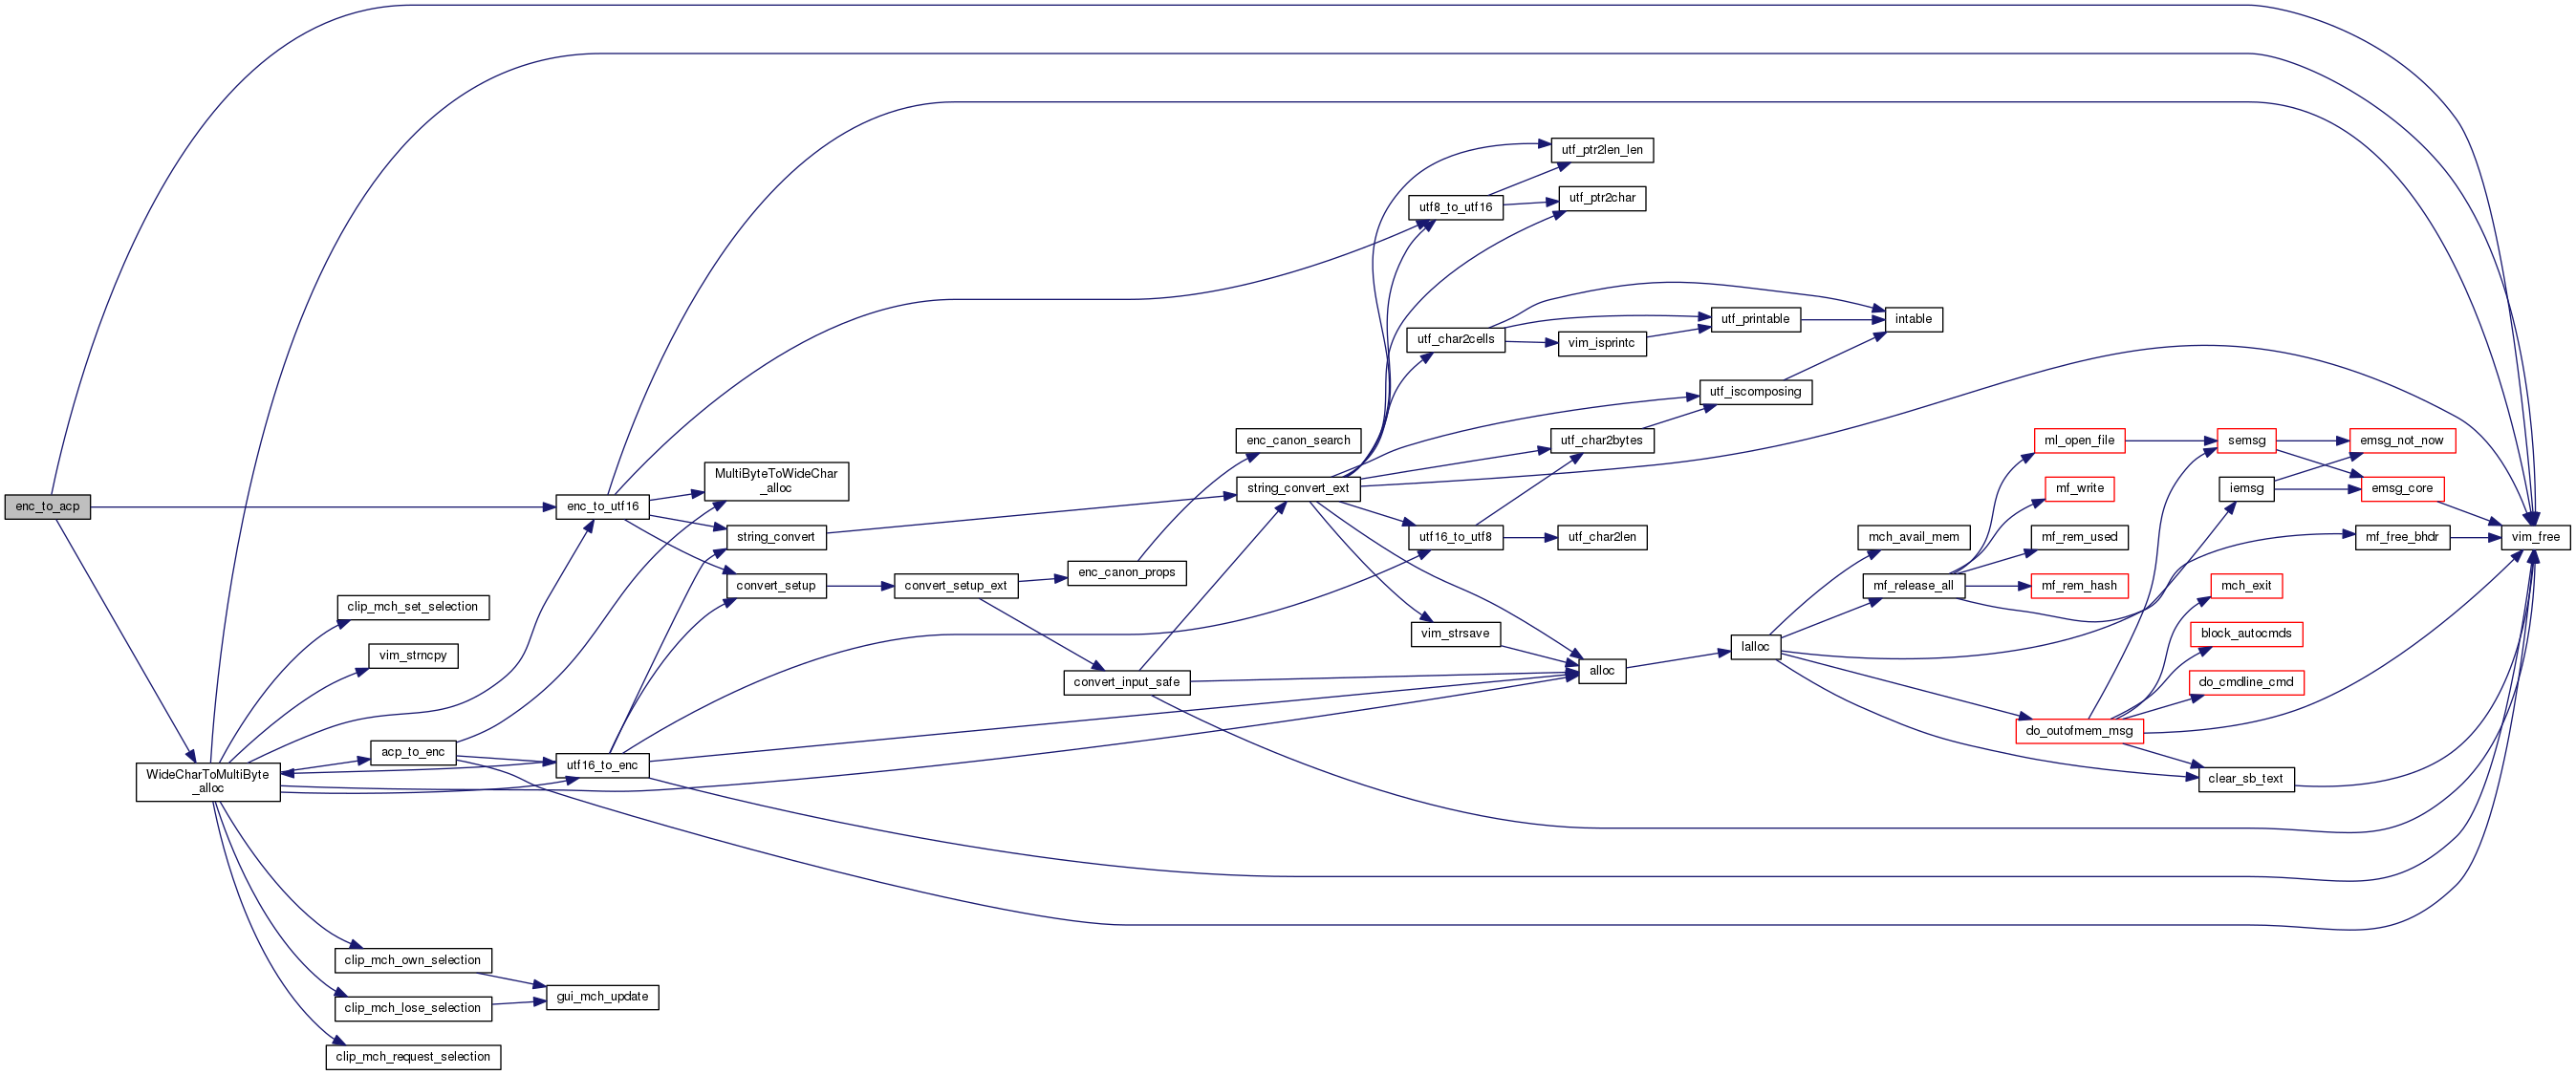 enc_to_acp
WideCharToMultiByte
_alloc
clip_mch_set_selection
vim_strncpy
acp_to_enc
clip_mch_own_selection
clip_mch_lose_selection
clip_mch_request_selection
enc_to_utf16
utf16_to_enc
gui_mch_update
MultiByteToWideChar
_alloc
string_convert
convert_setup
convert_setup_ext
enc_canon_props
convert_input_safe
enc_canon_search
string_convert_ext
utf8_to_utf16
utf_char2cells
utf16_to_utf8
vim_strsave
utf_ptr2len_len
utf_ptr2char
vim_isprintc
utf_char2bytes
utf_char2len
alloc
utf_printable
utf_iscomposing
lalloc
intable
mch_avail_mem
mf_release_all
ml_open_file
mf_write
mf_rem_used
mf_rem_hash
do_outofmem_msg
semsg
iemsg
mch_exit
block_autocmds
do_cmdline_cmd
clear_sb_text
emsg_not_now
emsg_core
mf_free_bhdr
vim_free